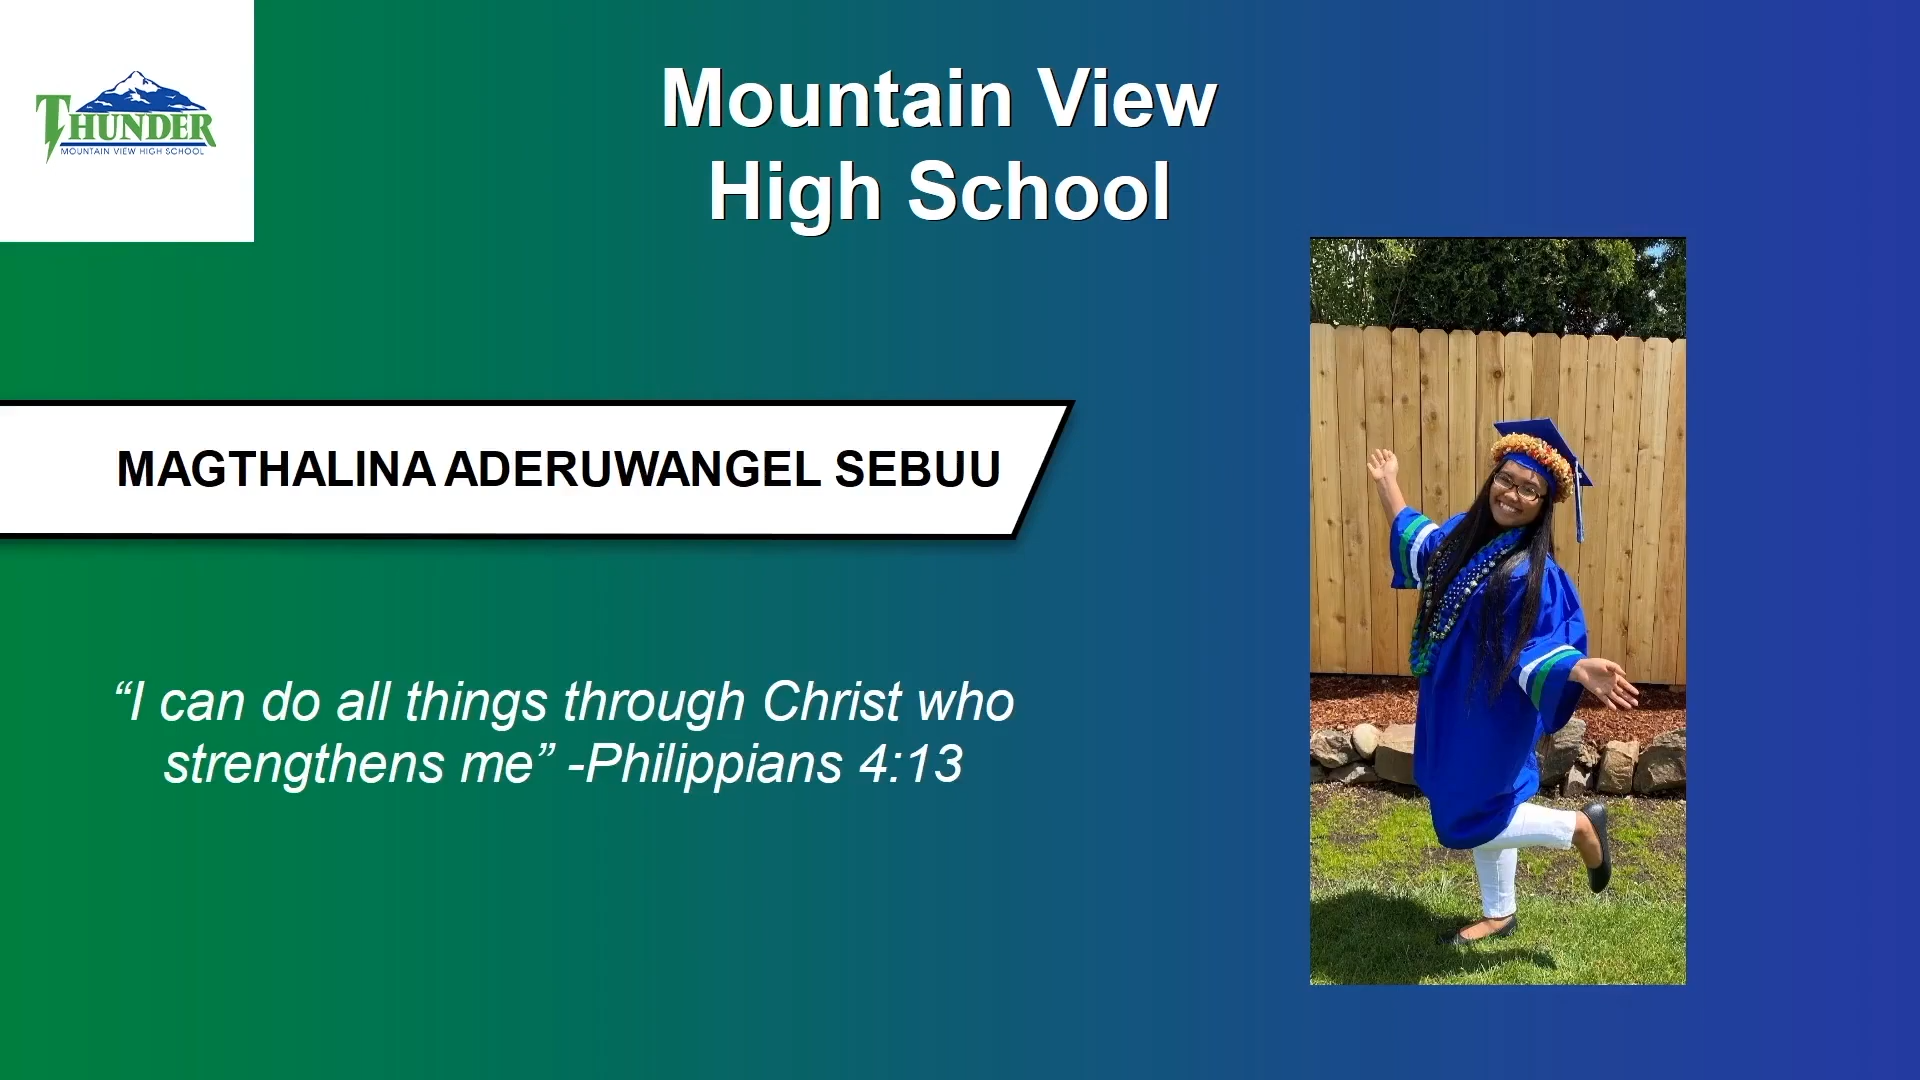 THUNDER
MOUNTAIN VIEW HIGH SCHOOL
Mountain View
High School
MAGTHALINA ADERUWANGEL SEBUU
“I can do all things through Christ who
strengthens me” -Philippians 4:13